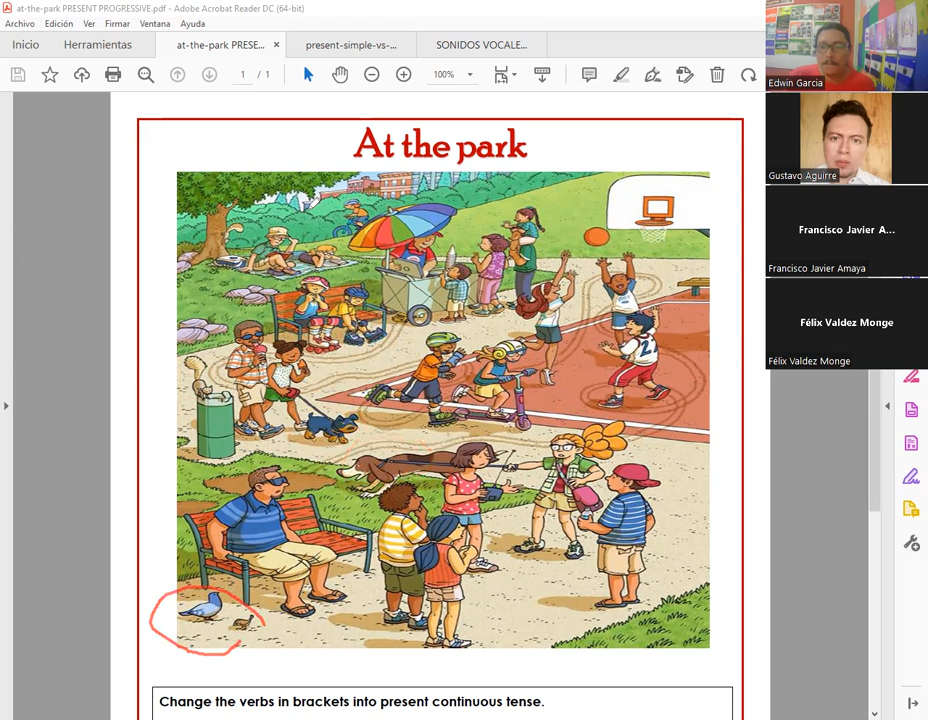 at-the-park PRESENT PROGRESSIVE.pdf - Adobe Acrobat Reader DC (64-bit)
Archivo Edición Ver Firmar Ventana Ayuda
Inicio Herramientas at-the-park PRESE... × present-simple-vs-... SONIDOS VOCALE...
1 / 1 100%
Edwin Garcia
Gustavo Aguirre
Francisco Javier A...
Francisco Javier Amaya
Félix Valdez Monge
Félix Valdez Monge
At the park
Change the verbs in brackets into present continuous tense.